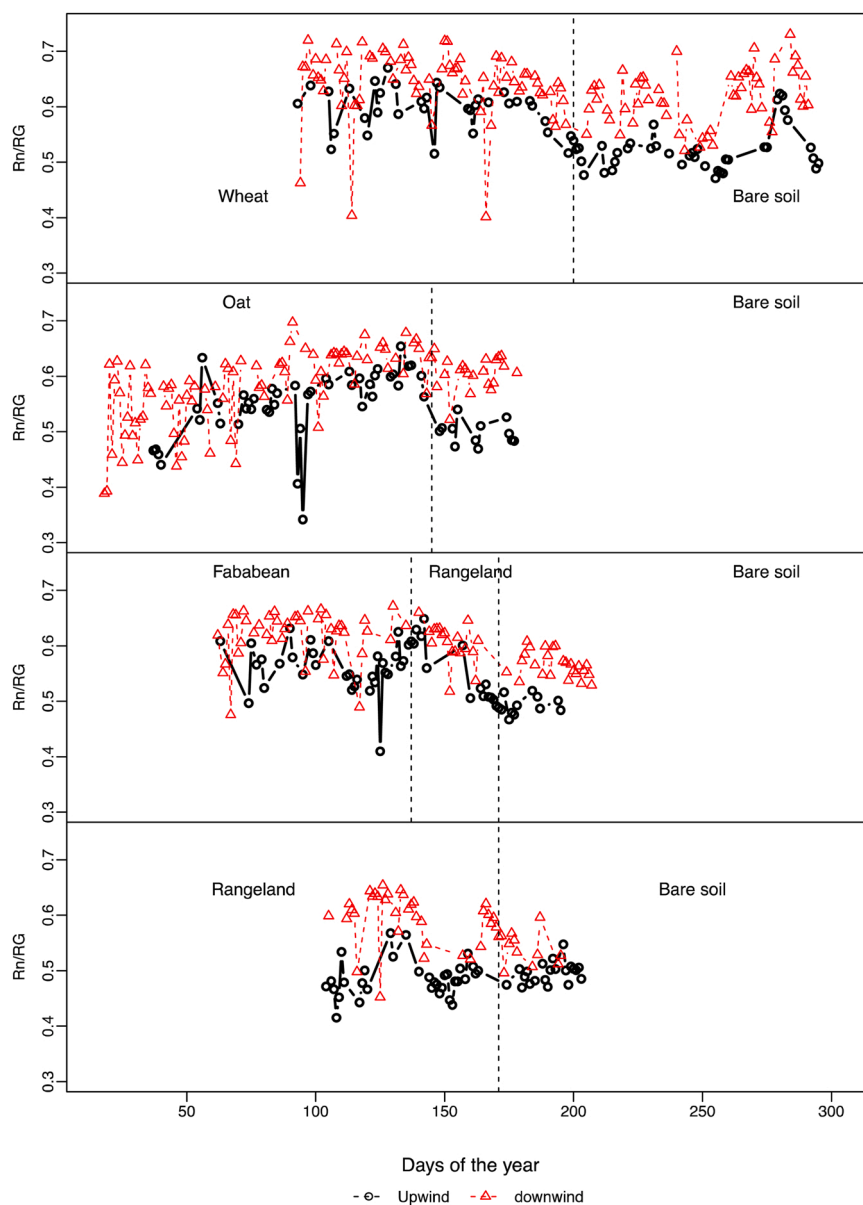 0.7
0.6
0.5
0.4
0.3
Rn/RG
Wheat
Bare soil
0.7
0.6
0.5
0.4
0.3
Rn/RG
Oat
Bare soil
0.7
0.6
0.5
0.4
0.3
Rn/RG
Fababean
Rangeland
Bare soil
0.7
0.6
0.5
0.4
0.3
Rn/RG
Rangeland
Bare soil
50 100 150 200 250 300
Days of the year
Upwind downwind